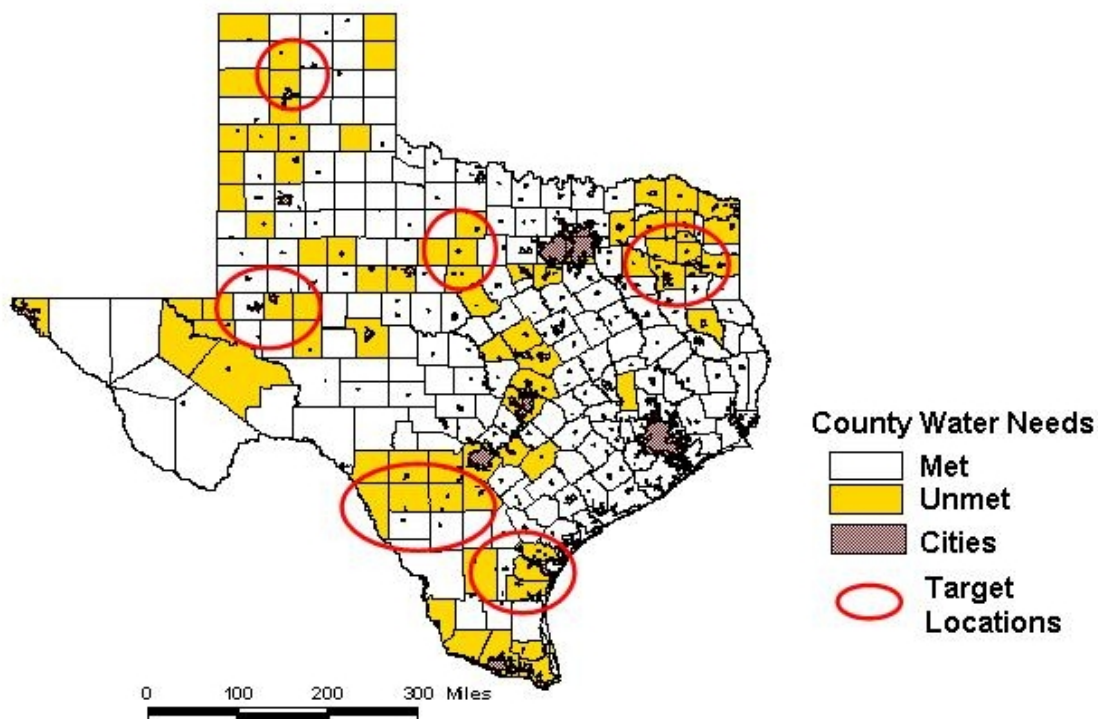 County Water Needs
Met
Unmet
Cities
Target
Locations
0 100 200 300 Miles